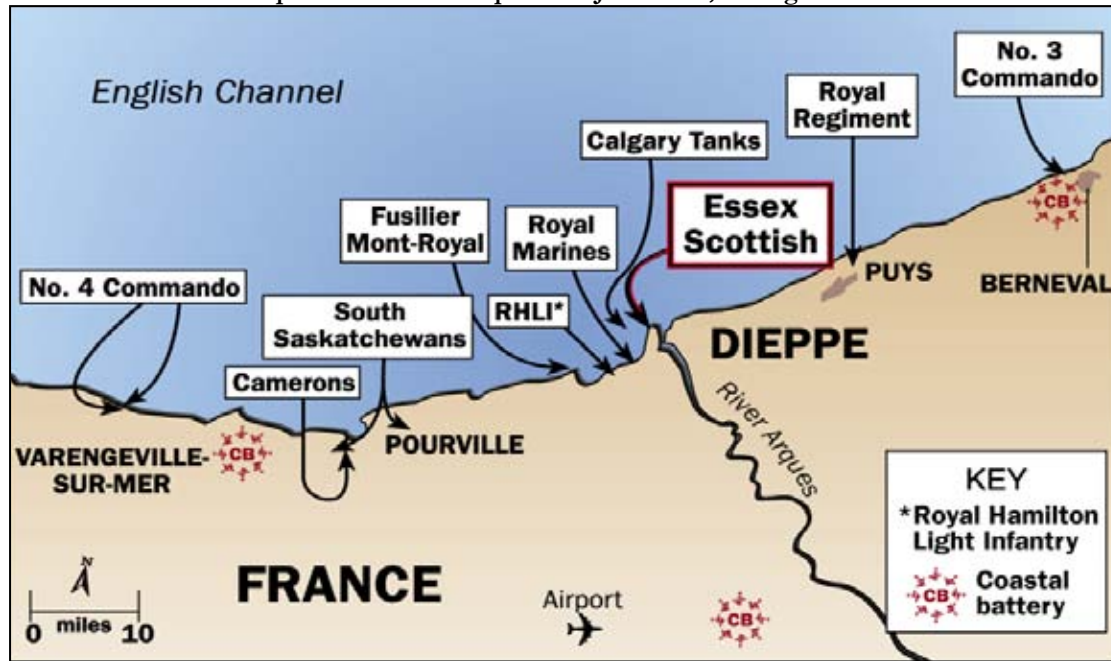 English Channel
No. 3
Commando
Royal
Regiment
Calgary Tanks
Essex
Scottish
Fusilier
Mont-Royal
Royal
Marines
No. 4 Commando
South
Saskatchewans
RHLI*
Camerons
PUYS
BERNEVAL
DIEPPE
River Arques
POURVILLE
VARENGEVILLE-
SUR-MER
CB
CB
CB
FRANCE
Airport
N
0 miles 10
KEY
*Royal Hamilton
Light Infantry
CB Coastal
battery